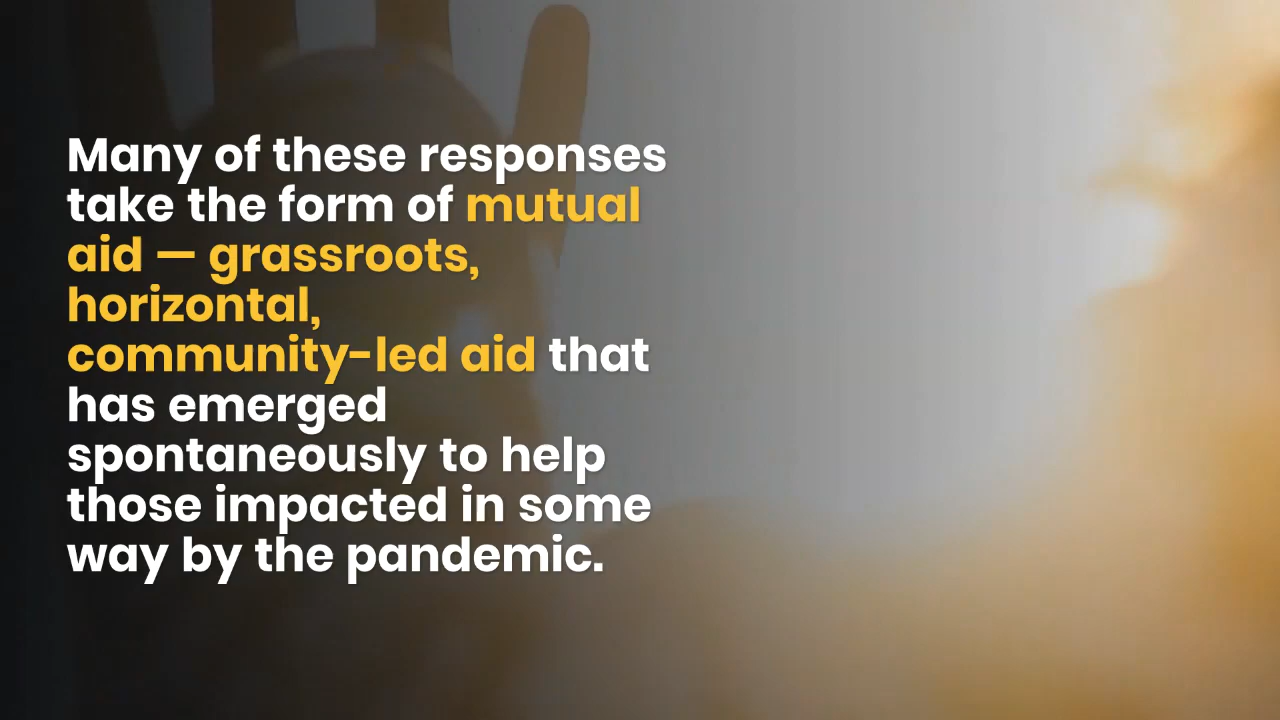 Many of these responses
take the form of mutual
aid — grassroots,
horizontal,
community-led aid that
has emerged
spontaneously to help
those impacted in some
way by the pandemic.